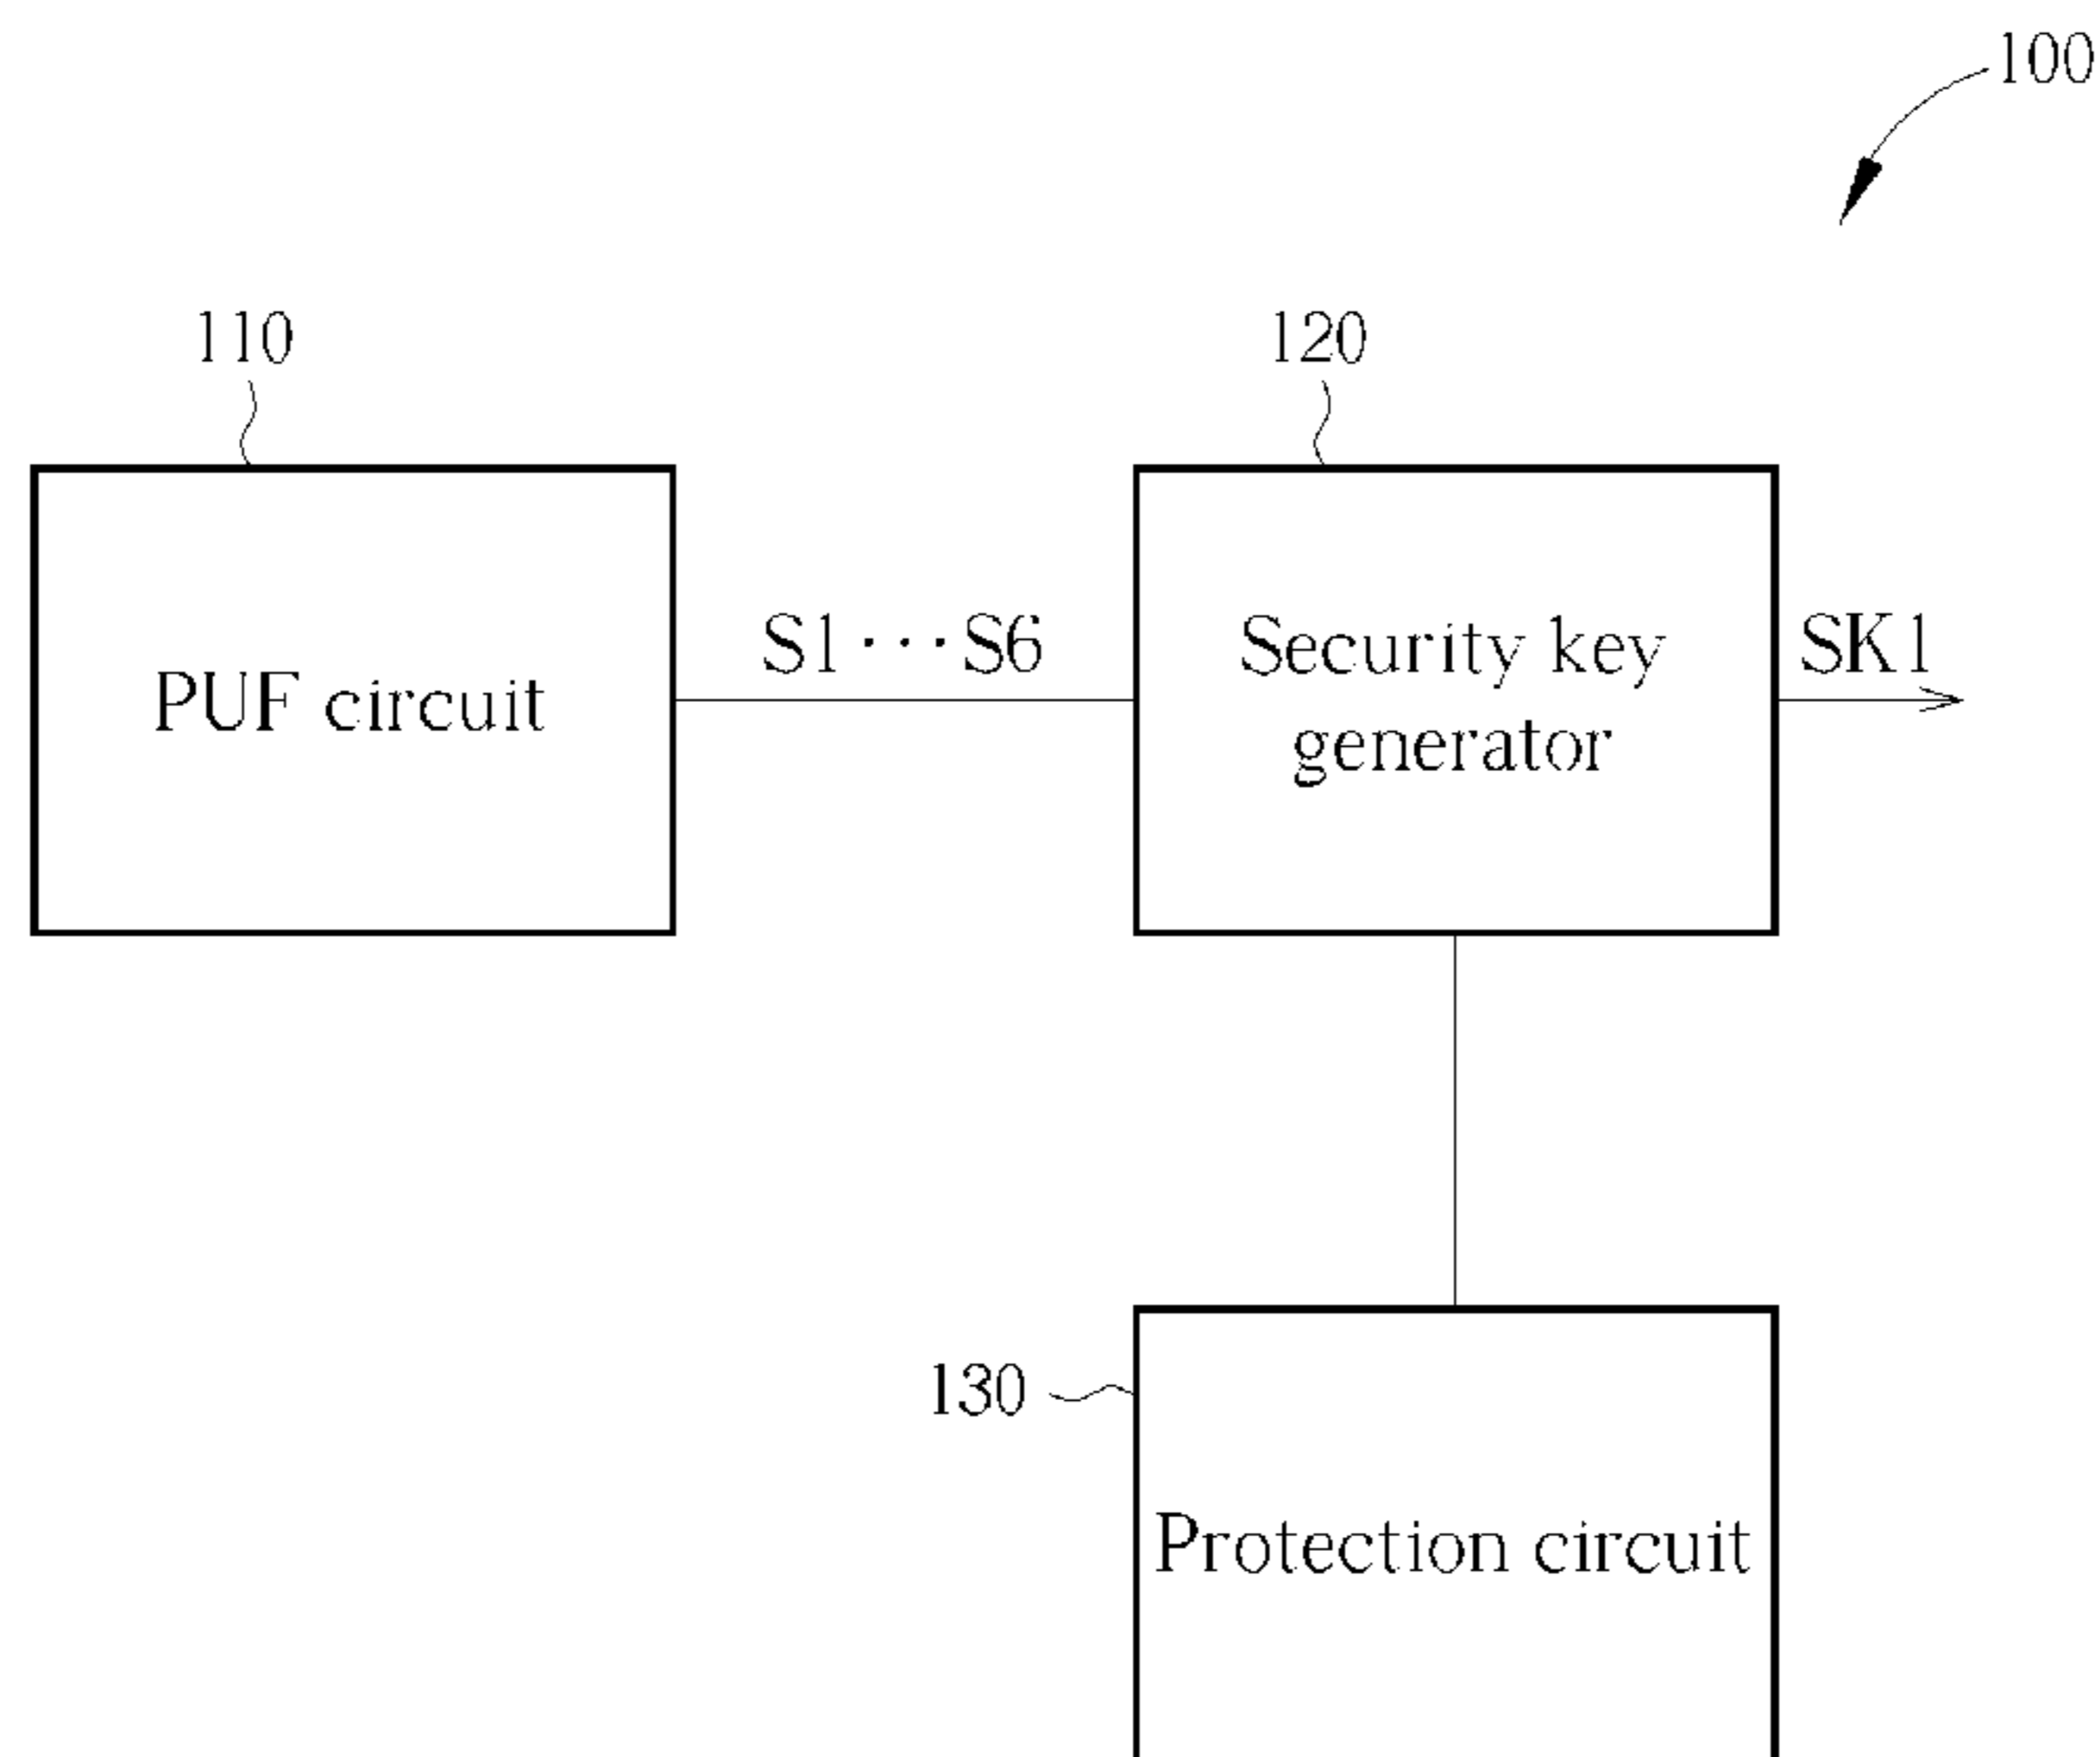 100
110
120
PUF circuit
S1···S6
Security key
generator
SK1
130
Protection circuit